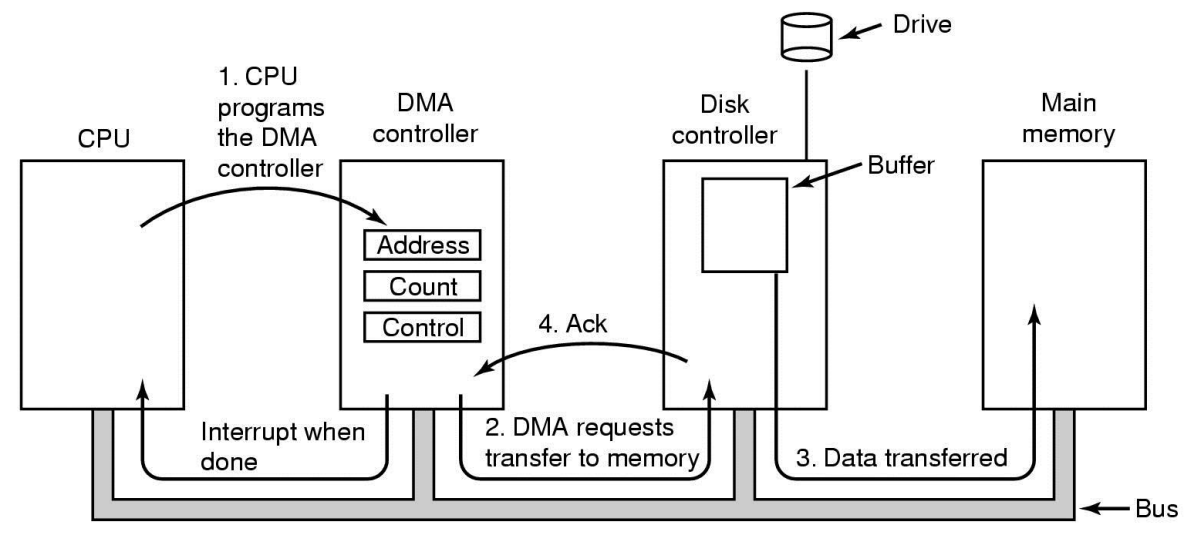 Drive
1. CPU
programs
the DMA
controller
DMA
controller
Disk
controller
Main
memory
CPU
Buffer
Address
Count
Control
4. Ack
Interrupt when
done
2. DMA requests
transfer to memory
3. Data transferred
Bus